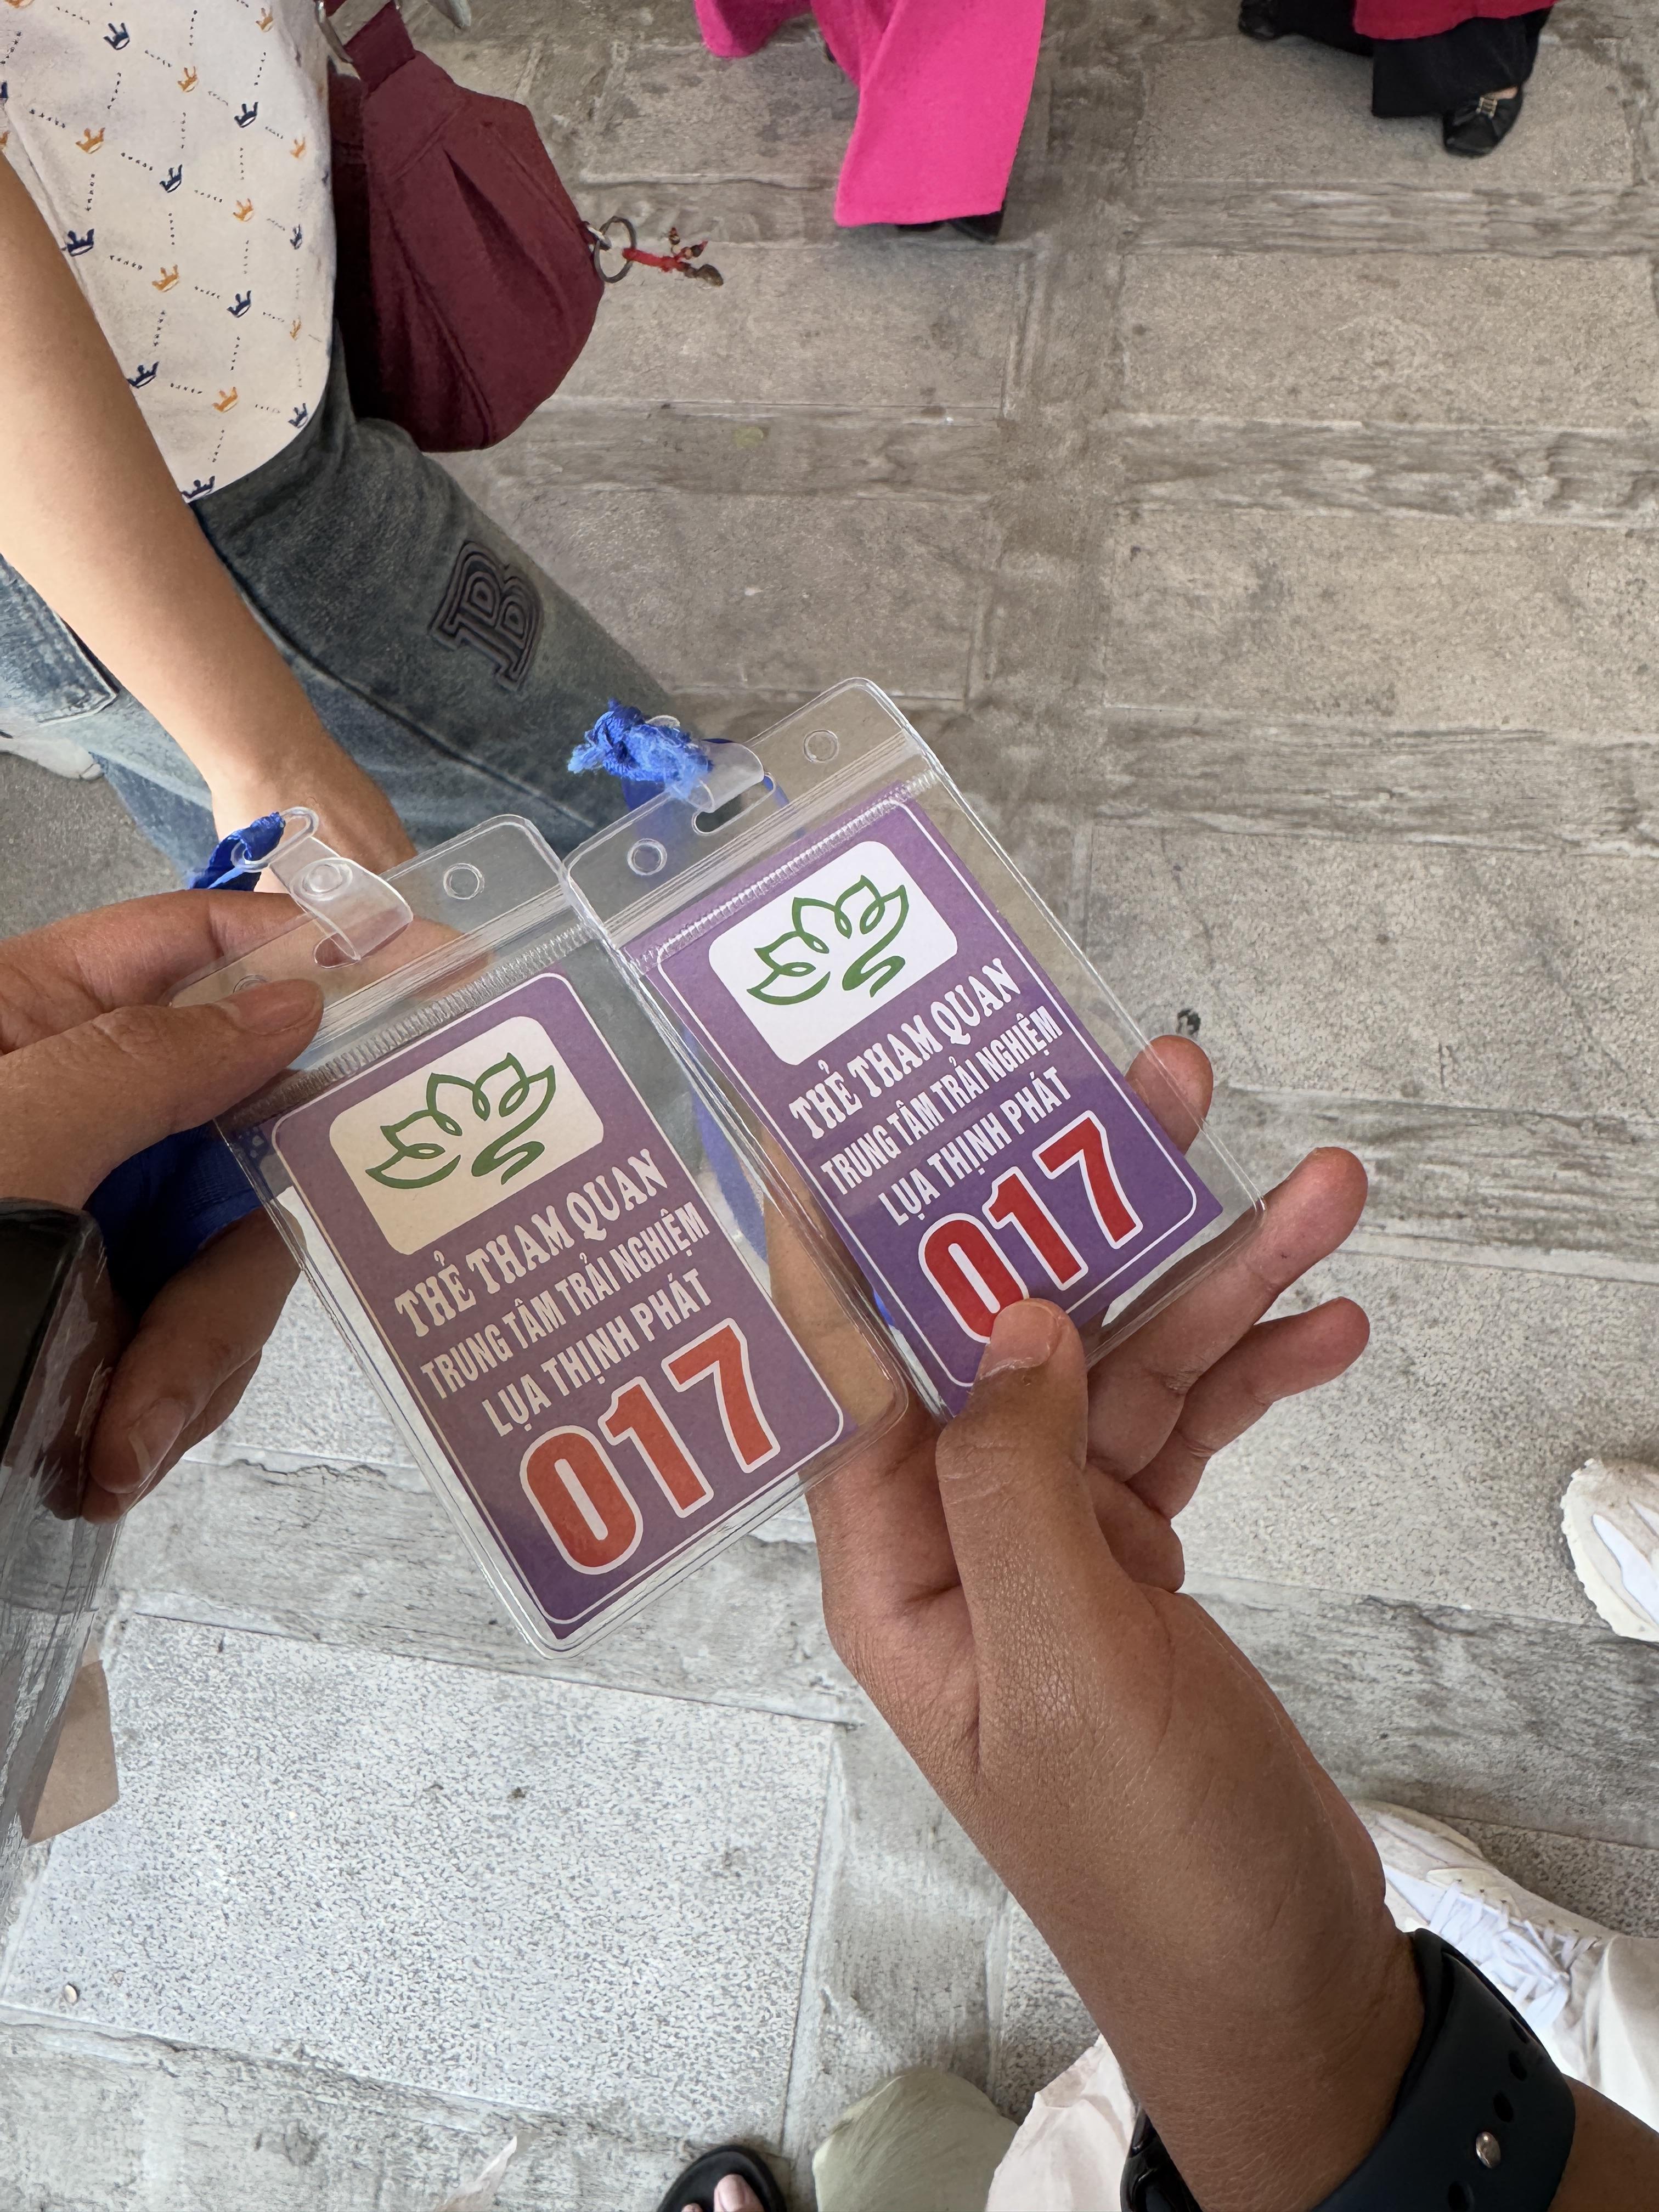 THẺ THAM QUAN
TRUNG TÂM TRẢI NGHIỆM
LỤA THỊNH PHÁT
017
THẺ THAM QUAN
TRUNG TÂM TRẢI NGHIỆM
LỤA THỊNH PHÁT
017
B